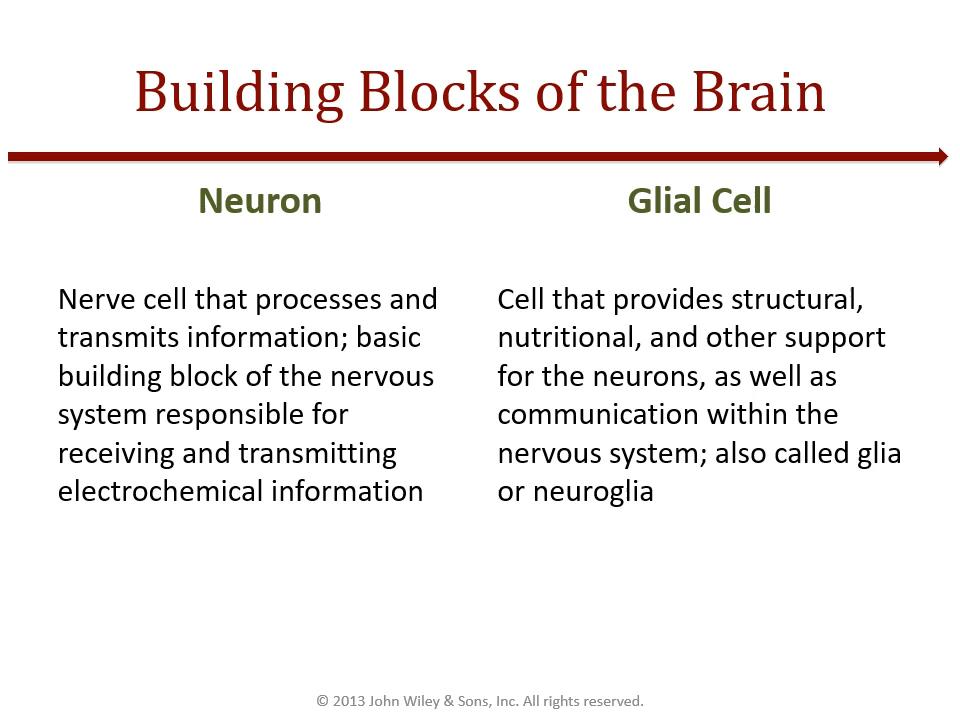 Building Blocks of the Brain
Neuron
Nerve cell that processes and
transmits information; basic
building block of the nervous
system responsible for
receiving and transmitting
electrochemical information
Glial Cell
Cell that provides structural,
nutritional, and other support
for the neurons, as well as
communication within the
nervous system; also called glia
or neuroglia
© 2013 John Wiley & Sons, Inc. All rights reserved.